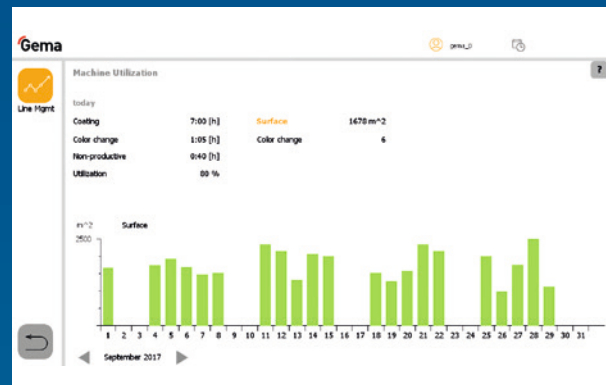 Gema
gema_p
?
Line Mgmt
Machine Utilization
today
Coating 7:00 [h] Surface 1678 m^2
Color change 1:05 [h] Color change 6
Non-productive 0:40 [h]
Utilization 80 %
m^2 Surface
2500
1 2 3 4 5 6 7 8 9 10 11 12 13 14 15 16 17 18 19 20 21 22 23 24 25 26 27 28 29 30 31
September 2017